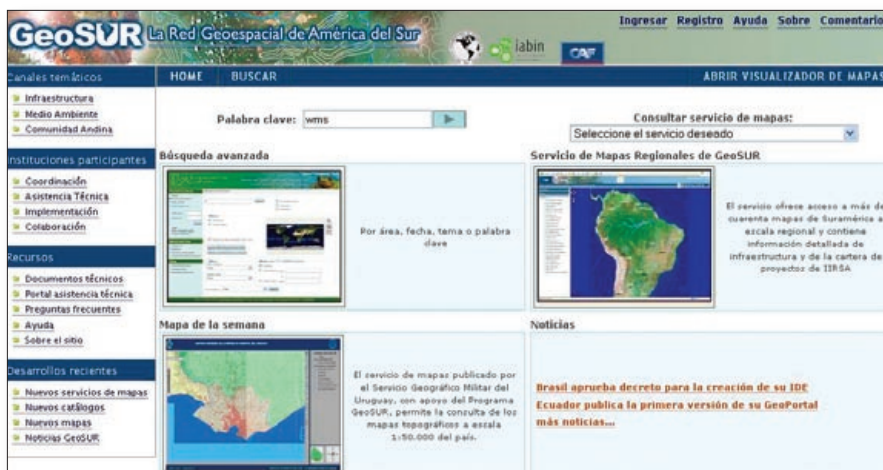 GeoSUR La Red Geoespacial de América del Sur
iabin
CAF
Ingresar Registro Ayuda Sobre Comentario
Canales temáticos
Infraestructura
Medio Ambiente
Comunidad Andina
Instituciones participantes
Coordinación
Asistencia Técnica
Implementación
Colaboración
Recursos
Documentos técnicos
Portal asistencia técnica
Preguntas frecuentes
Ayuda
Sobre el sitio
Desarrollos recientes
Nuevos servicios de mapas
Nuevos catálogos
Nuevos mapas
Noticias GeoSUR
HOME BUSCAR ABRIR VISUALIZADOR DE MAPAS
Palabra clave: wms
Consultar servicio de mapas:
Seleccione el servicio deseado
Búsqueda avanzada
Por área, fecha, tema o palabra
clave
Servicio de Mapas Regionales de GeoSUR
El servicio ofrece acceso a más de
cuarenta mapas de Suramérica a
escala regional y contiene
información detallada de
infraestructura y de la cartera de
proyectos de IIRSA
Mapa de la semana
El servicio de mapas publicado por
el Servicio Geográfico Militar del
Uruguay, con apoyo del Programa
GeoSUR, permite la consulta de los
mapas topográficos a escala
1:50.000 del país.
Noticias
Brasil aprueba decreto para la creación de su IDE
Ecuador publica la primera versión de su GeoPortal
más noticias...